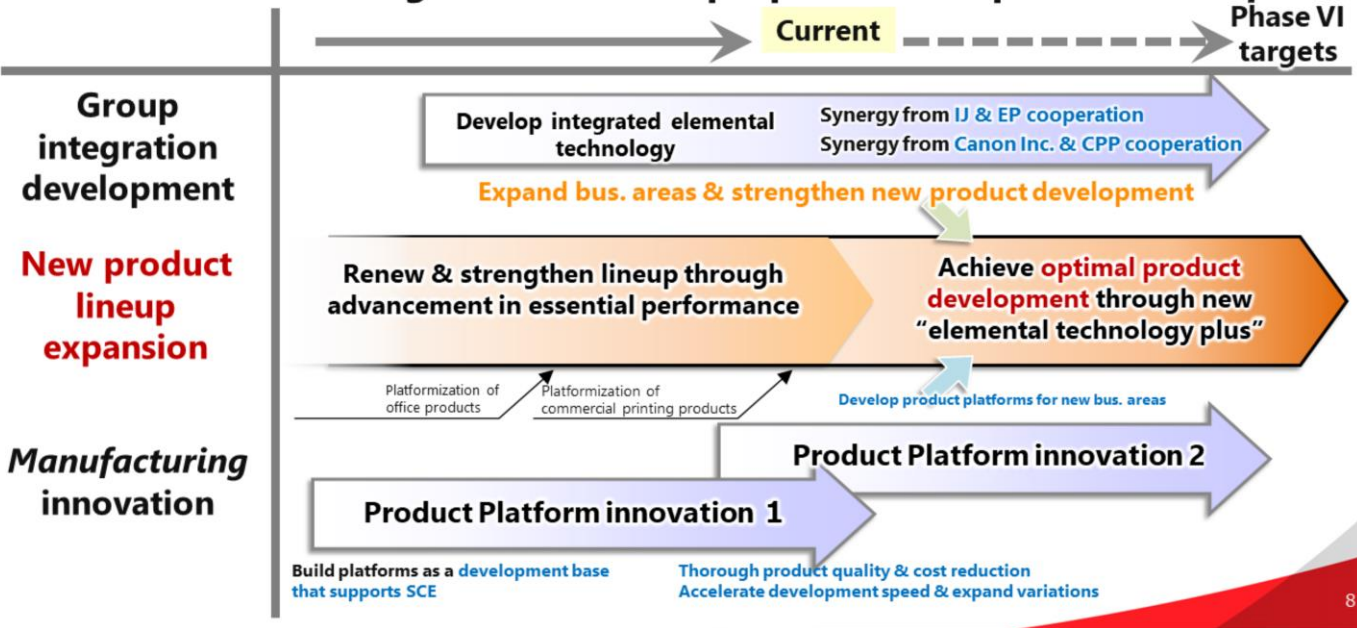 Current
Phase VI
targets
Group
integration
development
Develop integrated elemental
technology
Synergy from IJ & EP cooperation
Synergy from Canon Inc. & CPP cooperation
Expand bus. areas & strengthen new product development
New product
lineup
expansion
Renew & strengthen lineup through
advancement in essential performance
Achieve optimal product
development through new
“elemental technology plus”
Platformization of
office products
Platformization of
commercial printing products
Develop product platforms for new bus. areas
Manufacturing
innovation
Product Platform innovation 2
Product Platform innovation 1
Build platforms as a development base
that supports SCE
Thorough product quality & cost reduction
Accelerate development speed & expand variations
8